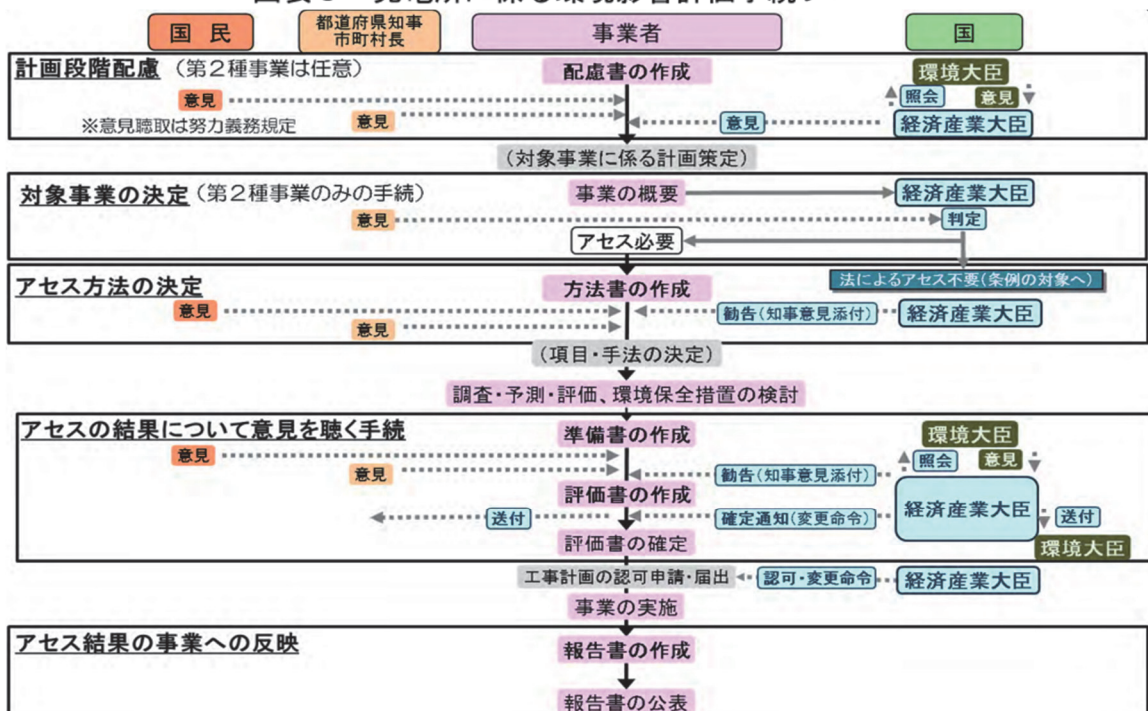 国 民
都道府県知事
市町村長
事業者
国
計画段階配慮 (第2種事業は任意)
配慮書の作成
環境大臣
意見
照会
意見
※意見聴取は努力義務規定
意見
意見
経済産業大臣
(対象事業に係る計画策定)
対象事業の決定 (第2種事業のみの手続)
事業の概要
経済産業大臣
意見
判定
アセス必要
アセス方法の決定
方法書の作成
法によるアセス不要(条例の対象へ)
意見
勧告(知事意見添付)
経済産業大臣
意見
(項目・手法の決定)
調査・予測・評価、環境保全措置の検討
アセスの結果について意見を聴く手続
準備書の作成
環境大臣
意見
照会
意見
意見
勧告(知事意見添付)
評価書の作成
経済産業大臣
送付
確定通知(変更命令)
送付
評価書の確定
環境大臣
工事計画の認可申請・届出
認可・変更命令
経済産業大臣
事業の実施
アセス結果の事業への反映
報告書の作成
報告書の公表